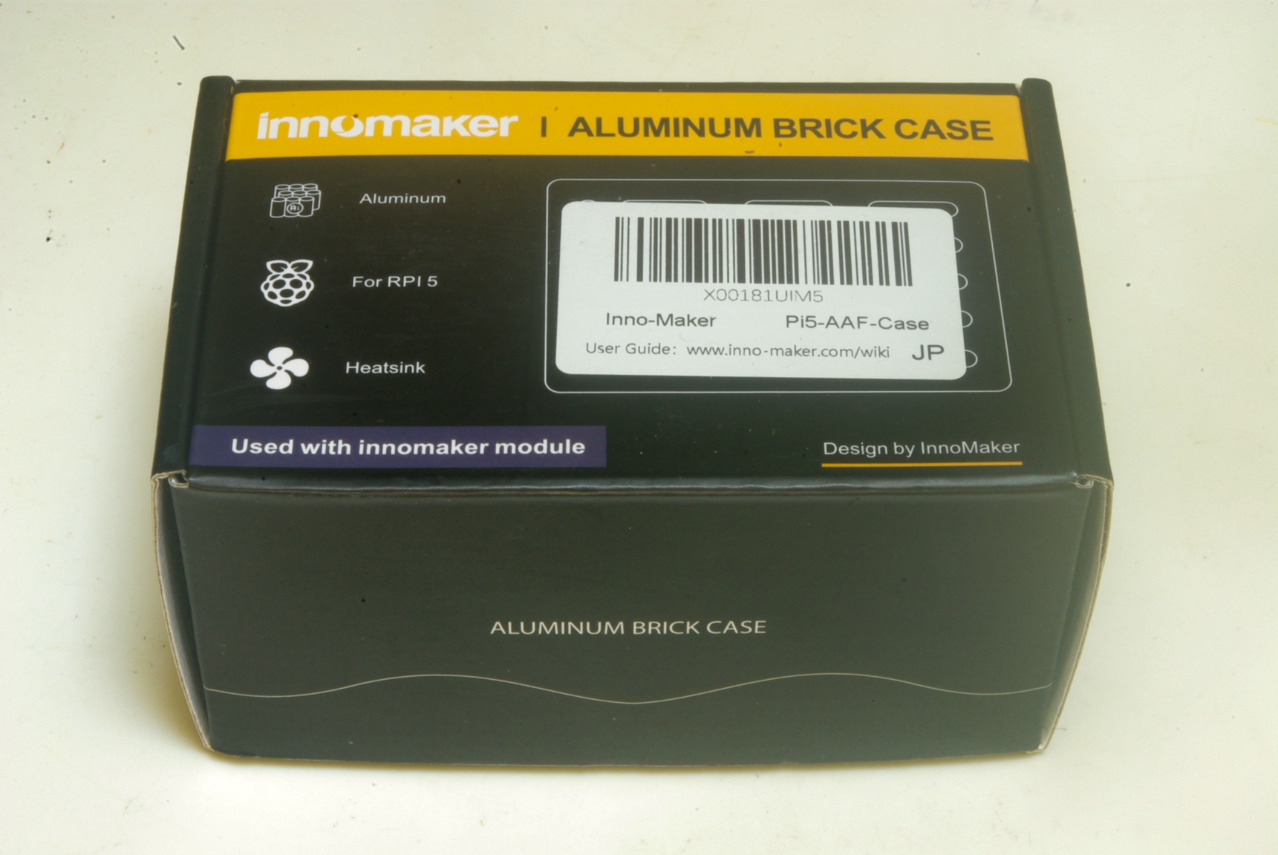 innomaker | ALUMINUM BRICK CASE
Aluminum
For RPI 5
Heatsink
X00181UIM5
Inno-Maker Pi5-AAF-Case
User Guide: www.inno-maker.com/wiki JP
Used with innomaker module
Design by InnoMaker
ALUMINUM BRICK CASE